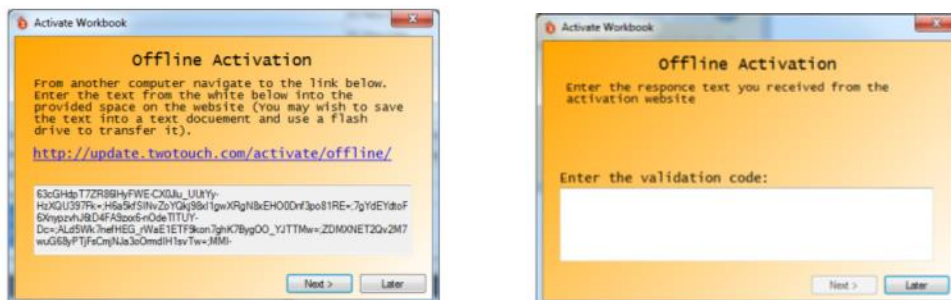 Activate Workbook
Offline Activation
From another computer navigate to the link below.
Enter the text from the white below into the
provided space on the website (You may wish to save
the text into a text docuement and use a flash
drive to transfer it).
http://update.twotouch.com/activate/offline/
Next >
Later
Activate Workbook
Offline Activation
Enter the responce text you received from the
activation website
Enter the validation code:
Next >
Later